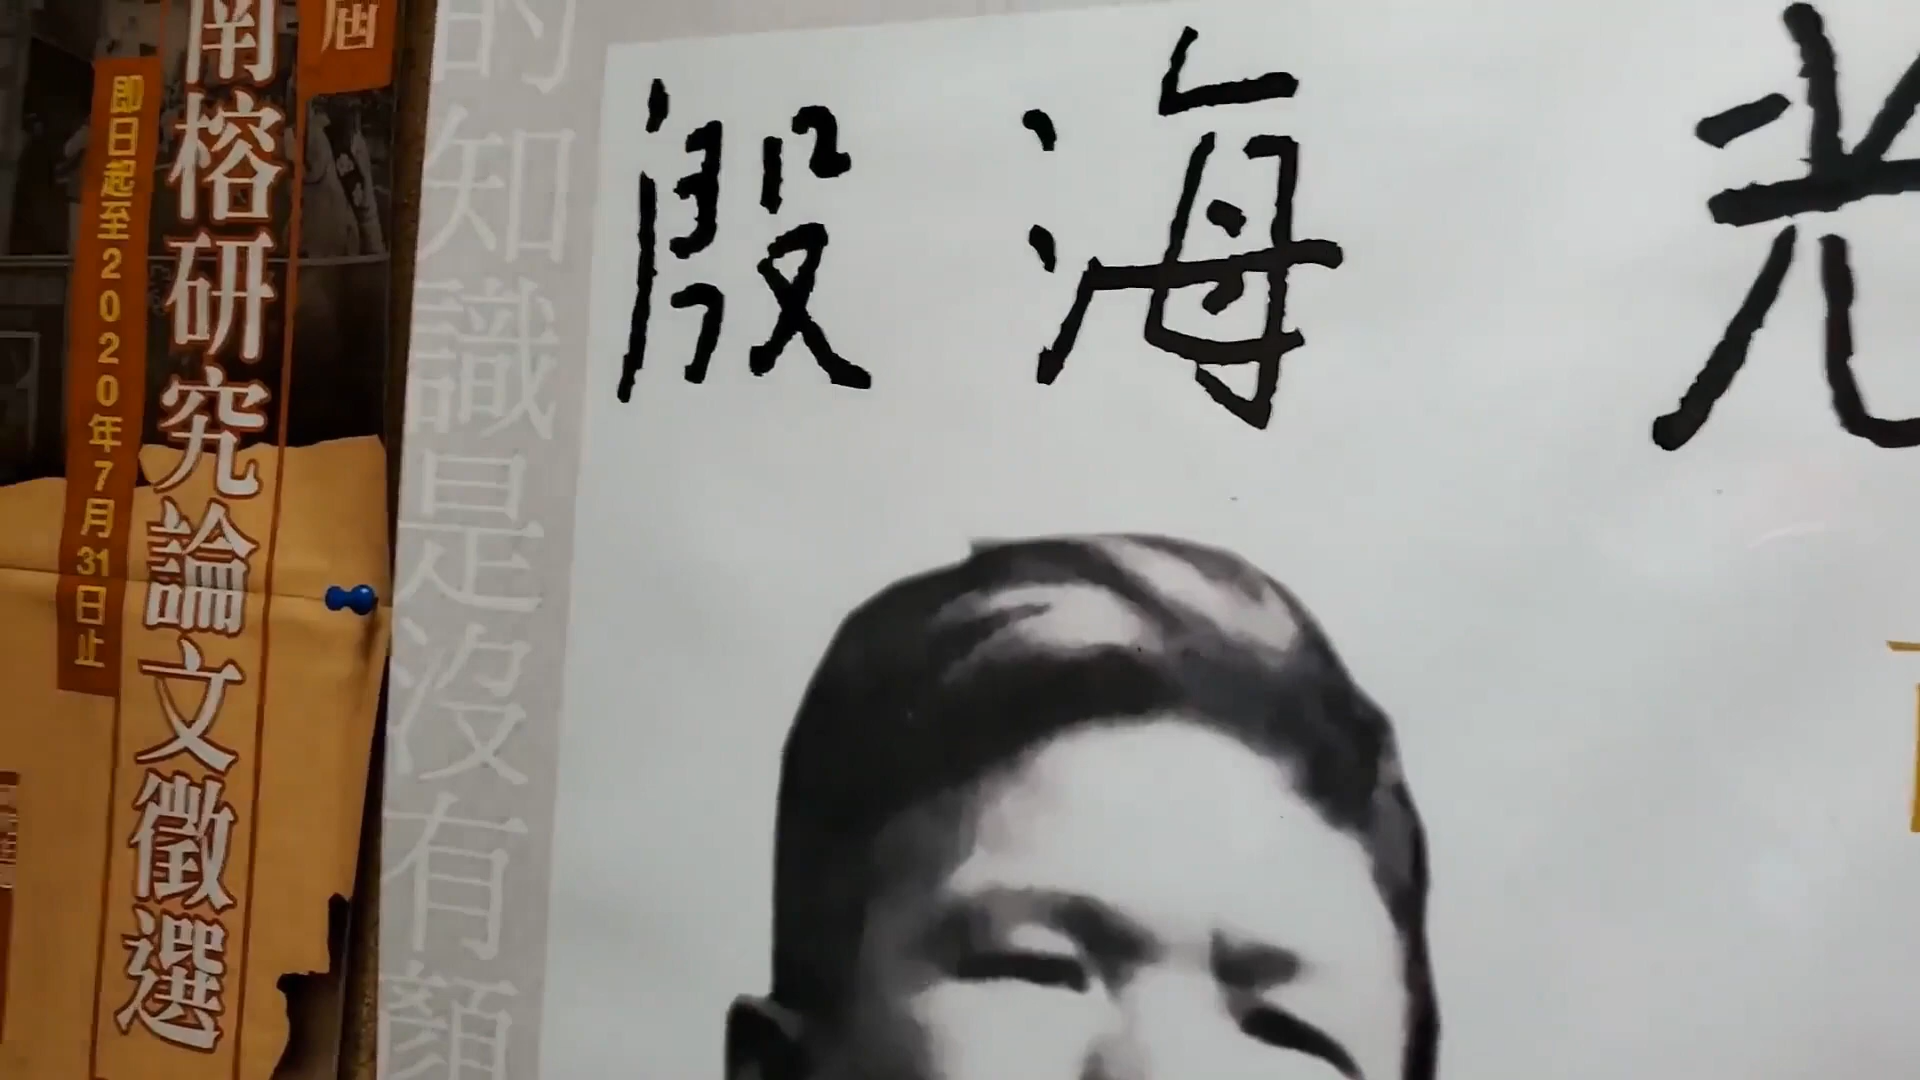 殷海光
的知識是沒有顏
南榕研究論文徵選
即日起至2020年7月31日止
屆